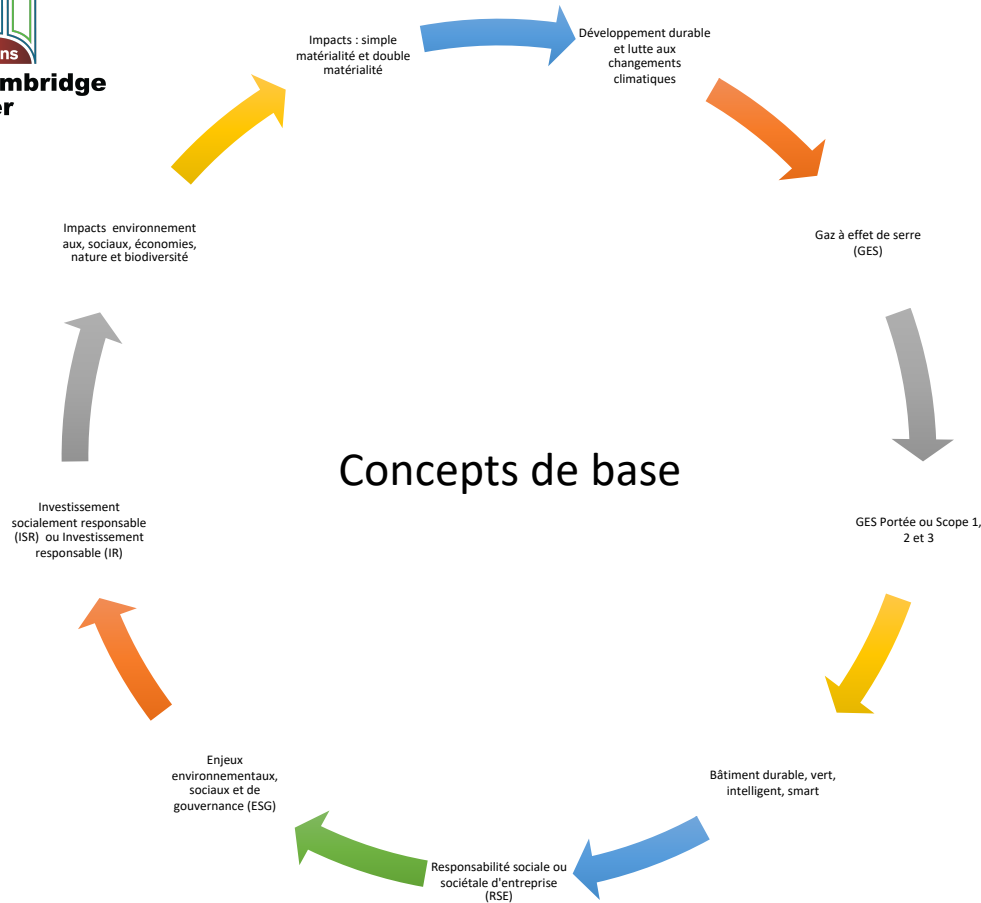 ns
mbridge
er
Impacts : simple
matérialité et double
matérialité
Développement durable
et lutte aux
changements
climatiques
Gaz à effet de serre
(GES)
GES Portée ou Scope 1,
2 et 3
Bâtiment durable, vert,
intelligent, smart
Responsabilité sociale ou
sociétale d'entreprise
(RSE)
Enjeux
environnementaux,
sociaux et de
gouvernance (ESG)
Investissement
socialement responsable
(ISR) ou Investissement
responsable (IR)
Impacts environnement
aux, sociaux, économies,
nature et biodiversité
Concepts de base